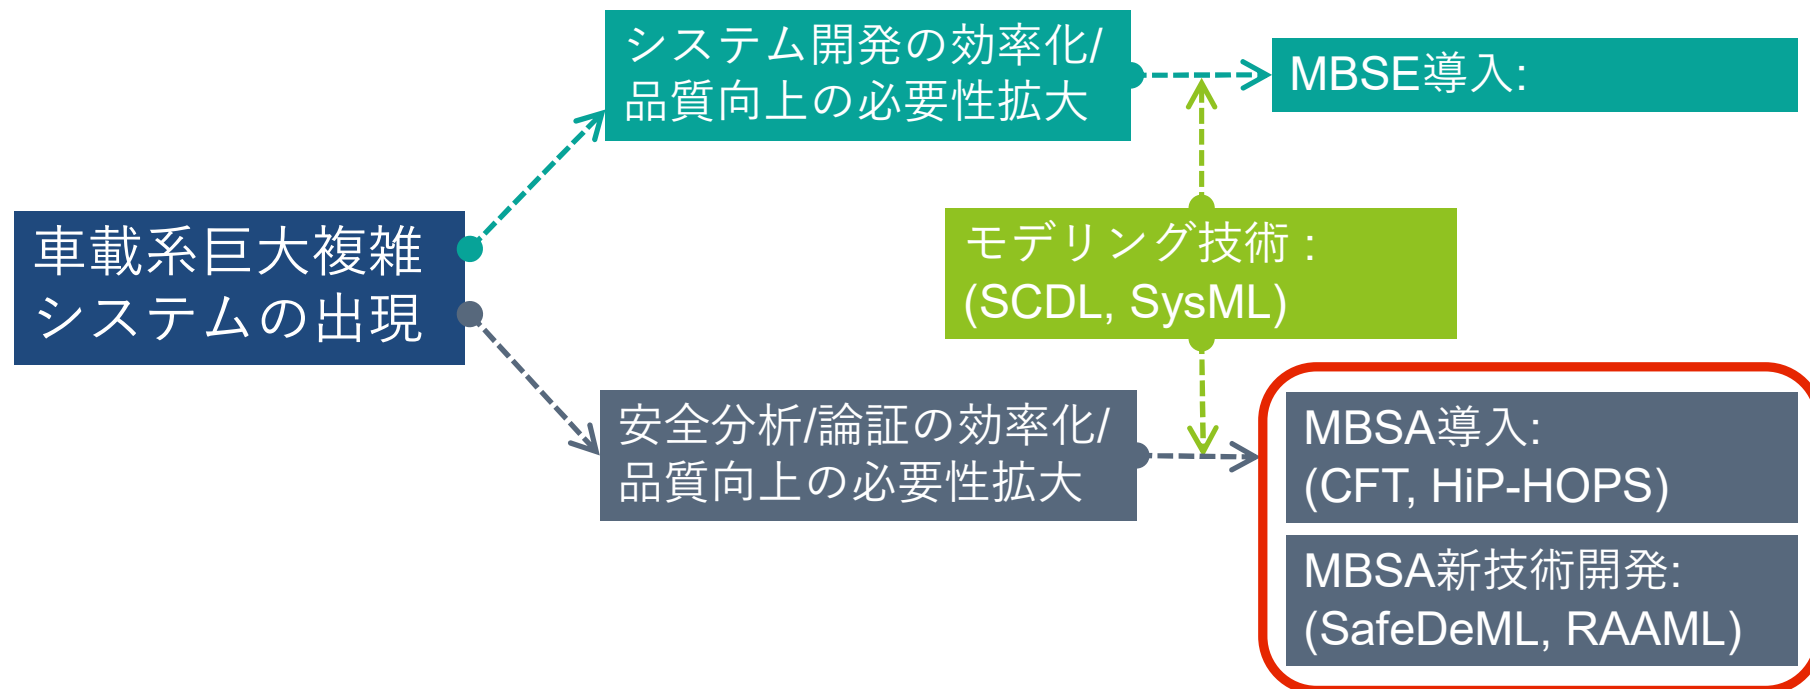 システム開発の効率化/
品質向上の必要性拡大
MBSE導入:
車載系巨大複雑
システムの出現
モデリング技術 :
(SCDL, SysML)
安全分析/論証の効率化/
品質向上の必要性拡大
MBSA導入:
(CFT, HiP-HOPS)
MBSA新技術開発:
(SafeDeML, RAAML)